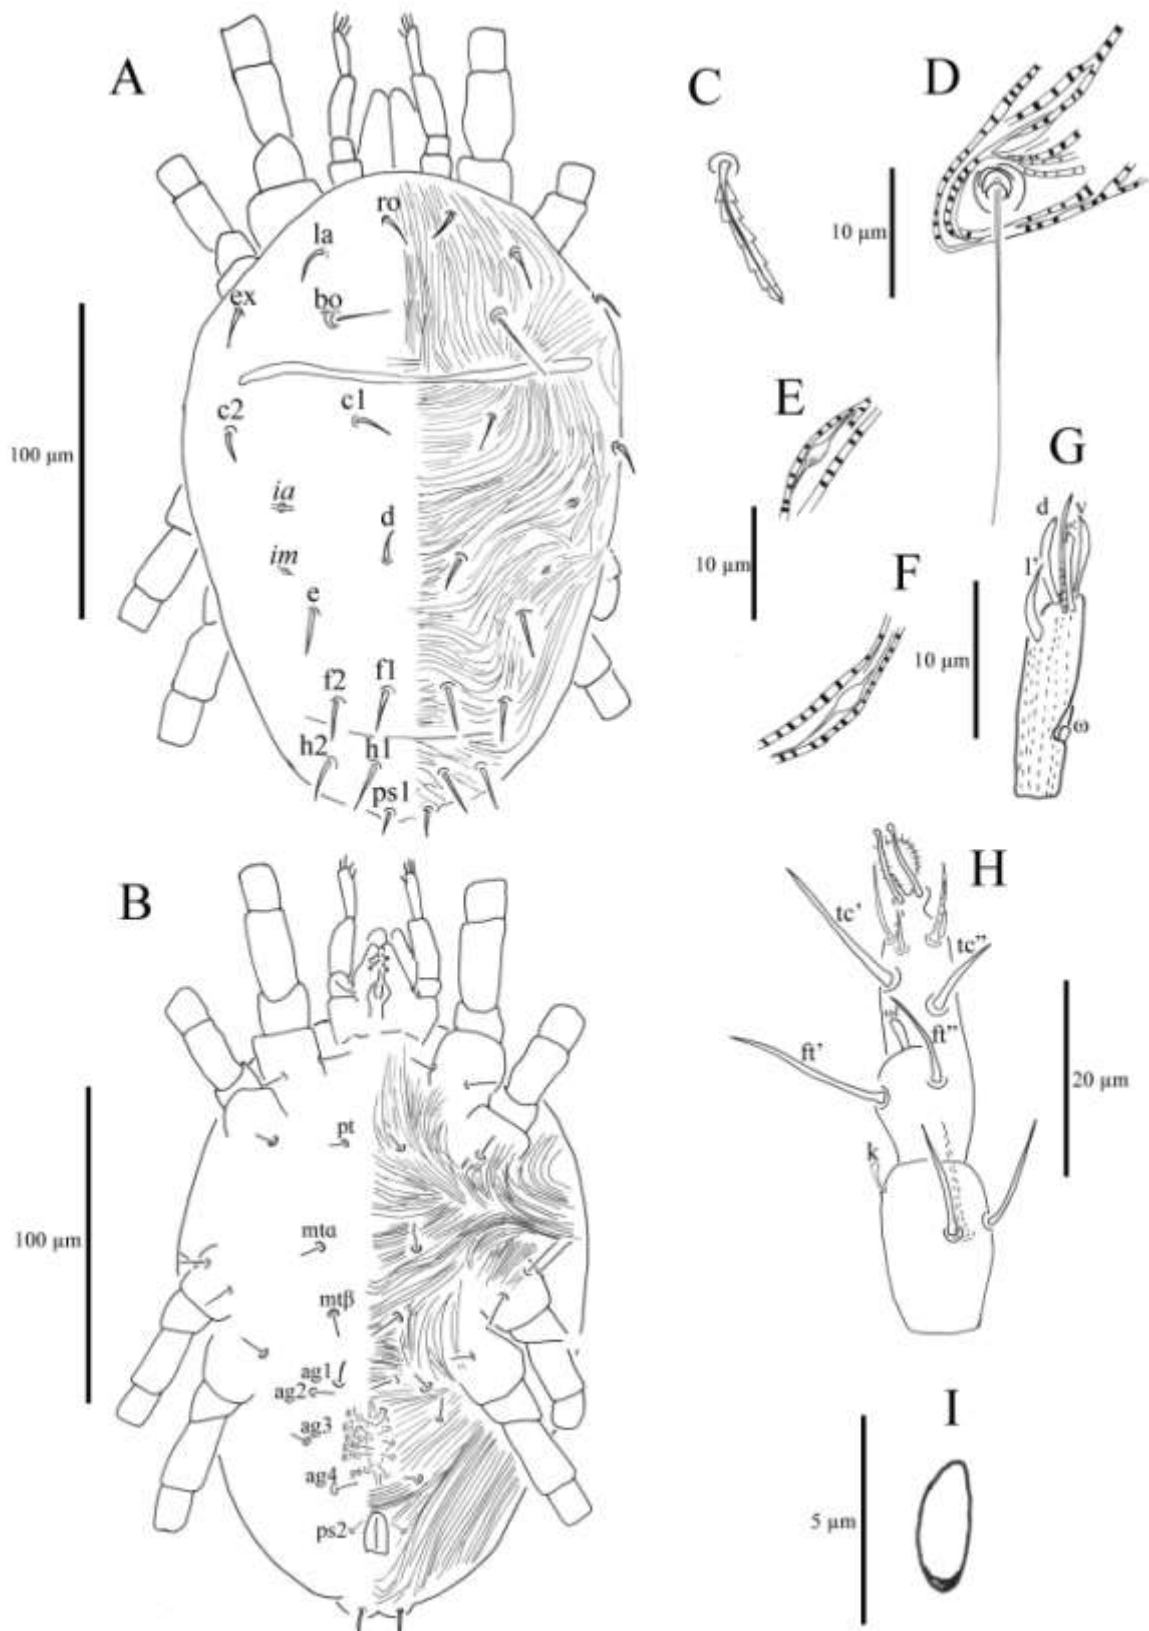 A
C
D
ro
la
10 μm
ex
bo
E
c2
c1
G
100 μm
ia
d
d
v
im
10 μm
F
l'
e
10 μm
f2
f1
ω
h2
h1
ps1
B
H
tc'
tc”
ft'
ft”
20 μm
pt
k
100 μm
mtα
mtβ
ag1
ag2
I
ag3
ag4
5 μm
ps2